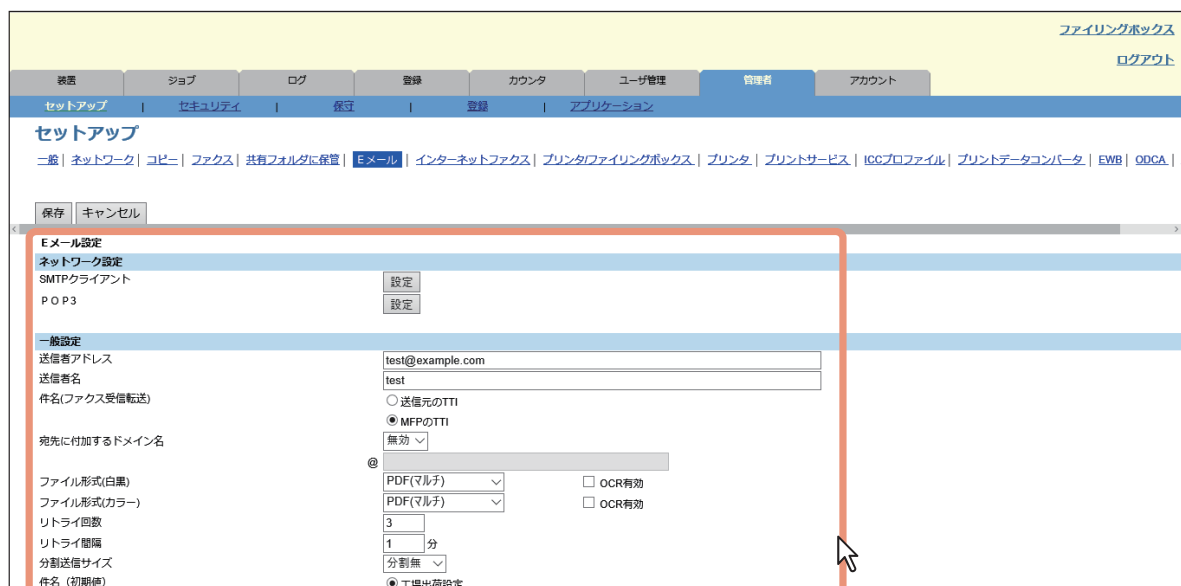 ファイリングボックス
ログアウト
装置 ジョブ ログ 登録 カウンタ ユーザ管理 管理者 アカウント
セットアップ | セキュリティ | 保守 | 登録 | アプリケーション
セットアップ
一般 | ネットワーク | コピー | ファクス | 共有フォルダに保管 | Eメール | インターネットファクス | プリンタ/ファイリングボックス | プリンタ | プリントサービス | ICCプロファイル | プリントデータコンバータ | EWB | ODCA |
保存 キャンセル
Eメール設定
ネットワーク設定
SMTPクライアント 設定
POP3 設定
一般設定
送信者アドレス test@example.com
送信者名 test
件名(ファクス受信転送) 送信元のTTI
MFPのTTI
宛先に付加するドメイン名 無効
@
ファイル形式(白黒) PDF(マルチ) OCR有効
ファイル形式(カラー) PDF(マルチ) OCR有効
リトライ回数 3
リトライ間隔 1 分
分割送信サイズ 分割無
件名（初期値） 工場出荷設定